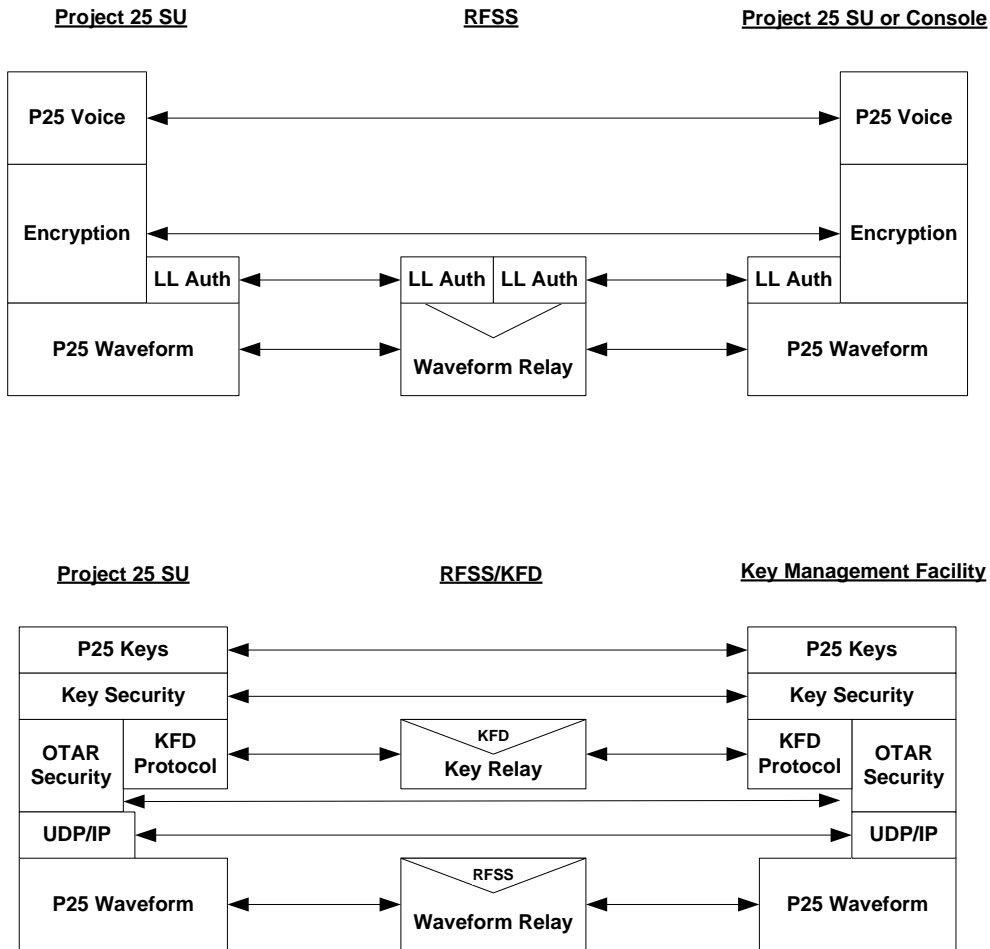 Project 25 SU
RFSS
Project 25 SU or Console
P25 Voice
P25 Voice
Encryption
Encryption
LL Auth
LL Auth
LL Auth
LL Auth
P25 Waveform
Waveform Relay
P25 Waveform
Project 25 SU
RFSS/KFD
Key Management Facility
P25 Keys
P25 Keys
Key Security
Key Security
OTAR
Security
KFD
Protocol
KFD
Key Relay
KFD
Protocol
OTAR
Security
UDP/IP
UDP/IP
P25 Waveform
RFSS
Waveform Relay
P25 Waveform